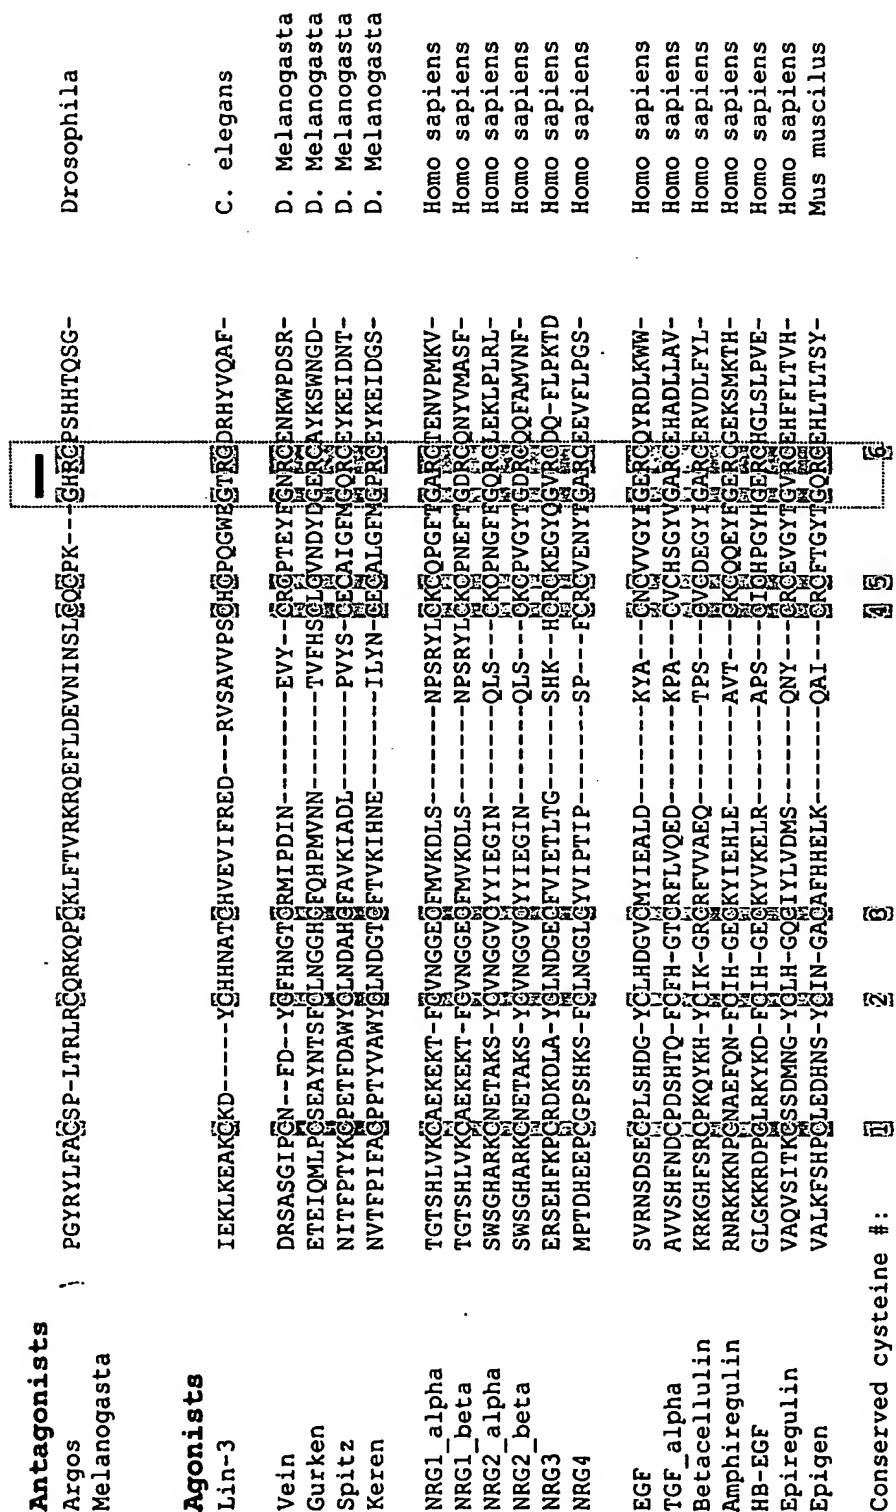 Antagonists
Argos PGYRYLFACSP-LTRLRCQRKQPCKLFTVRKRQEFLDEVNINSLCQCPK---GHRCPSHHTQSG- Drosophila
Melanogasta
Agonists
Lin-3 IEKLKEAKCKD-----YCHHNATCHVEVIFRED---RVSAVVPSCHCPQGWEGTRCDRHYVQAF- C. elegans
Vein DRSASGIPCN--FD--YCFHNGTCRMIPDIN---------EVY--CRCPTEYFGNRCENKWPDSR- D. Melanogasta
Gurken ETEIQMLPCSEAYNTSFCLNGGHCFQHPMVNN--------TVFHSCLCVNDYDGERCAYKSWNGD- D. Melanogasta
Spitz NITFPTYKCPETFDAWYCLNDAHCFAVKIADL--------PVYS-CECAIGFMGQRCEYKEIDNT- D. Melanogasta
Keren NVTFPIFACPPTYVAWYCLNDGTCFTVKIHNE--------ILYN-CECALGFMGPRCEYKEIDGS- D. Melanogasta
NRG1_alpha TGTSHLVKCAEKEKT-FCVNGGECFMVKDLS-------NPSRYLCKCQPGFTGARCTENVPMKV- Homo sapiens
NRG1_beta TGTSHLVKCAEKEKT-FCVNGGECFMVKDLS-------NPSRYLCKCPNEFTGDRCQNYVMASF- Homo sapiens
NRG2_alpha SWSGHARKCNETAKS-YCVNGGVCYYIEGIN-------QLS---CKCPNGFFGQRCLEKLPLRL- Homo sapiens
NRG2_beta SWSGHARKCNETAKS-YCVNGGVCYYIEGIN-------QLS---CKCPVGYTGDRCQQFAMVNF- Homo sapiens
NRG3 ERSEHFKPCRDKDLA-YCLNDGECFVIETLTG------SHK--HCRCKEGYQGVRCDQ-FLPKTD Homo sapiens
NRG4 MPTDHEEPCGPSHKS-FCLNGGLCYVIPTIP-------SP---FCRCVENYTGARCEEVFLPGS- Homo sapiens
EGF SVRNSDSECPLSHDG-YCLHDGVCMYIEALD-------KYA---CNCVVGYIGERCQYRDLKWW- Homo sapiens
TGF_alpha AVVSHFNDCPDSHTQ-FCFH-GTCRFLVQED-------KPA---CVCHSGYVGARCEHADLLAV- Homo sapiens
Betacellulin KRKGHFSRCPKQYKH-YCIK-GRCRFVVAEQ-------TPS---CVCDEGYIGARCERVDLFYL- Homo sapiens
Amphiregulin RNRKKKNPCNAEFQN-FCIH-GECKYIEHLE-------AVT---CKCQQEYFGERCGEKSMKTH- Homo sapiens
HB-EGF GLGKKRDPCLRKYKD-FCIH-GECKYVKELR-------APS---CICHPGYHGERCHGLSLPVE- Homo sapiens
Epiregulin VAQVSITKCSSDMNG-YCLH-GQCIYLVDMS-------QNY---CRCEVGYTGVRCEHFFLTVH- Homo sapiens
Epigen VALKFSHPCLEDHNS-YCIN-GACAFHHELK-------QAI---CRCFTGYTGQRCEHLTLTSY- Mus muscilus
Conserved cysteine #: 1 2 3 4 5 6